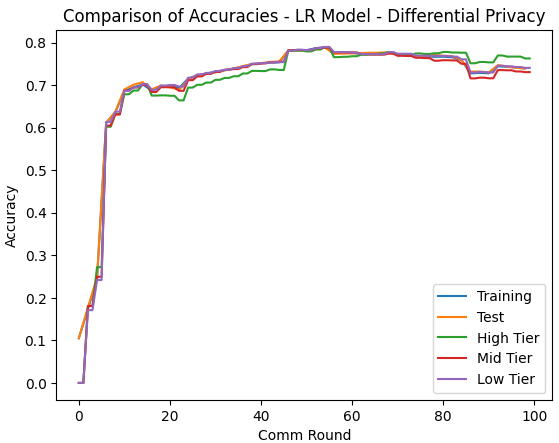 Comparison of Accuracies - LR Model - Differential Privacy
Accuracy
0.8
0.7
0.6
0.5
0.4
0.3
0.2
0.1
0.0
Training
Test
High Tier
Mid Tier
Low Tier
0 20 40 60 80 100
Comm Round